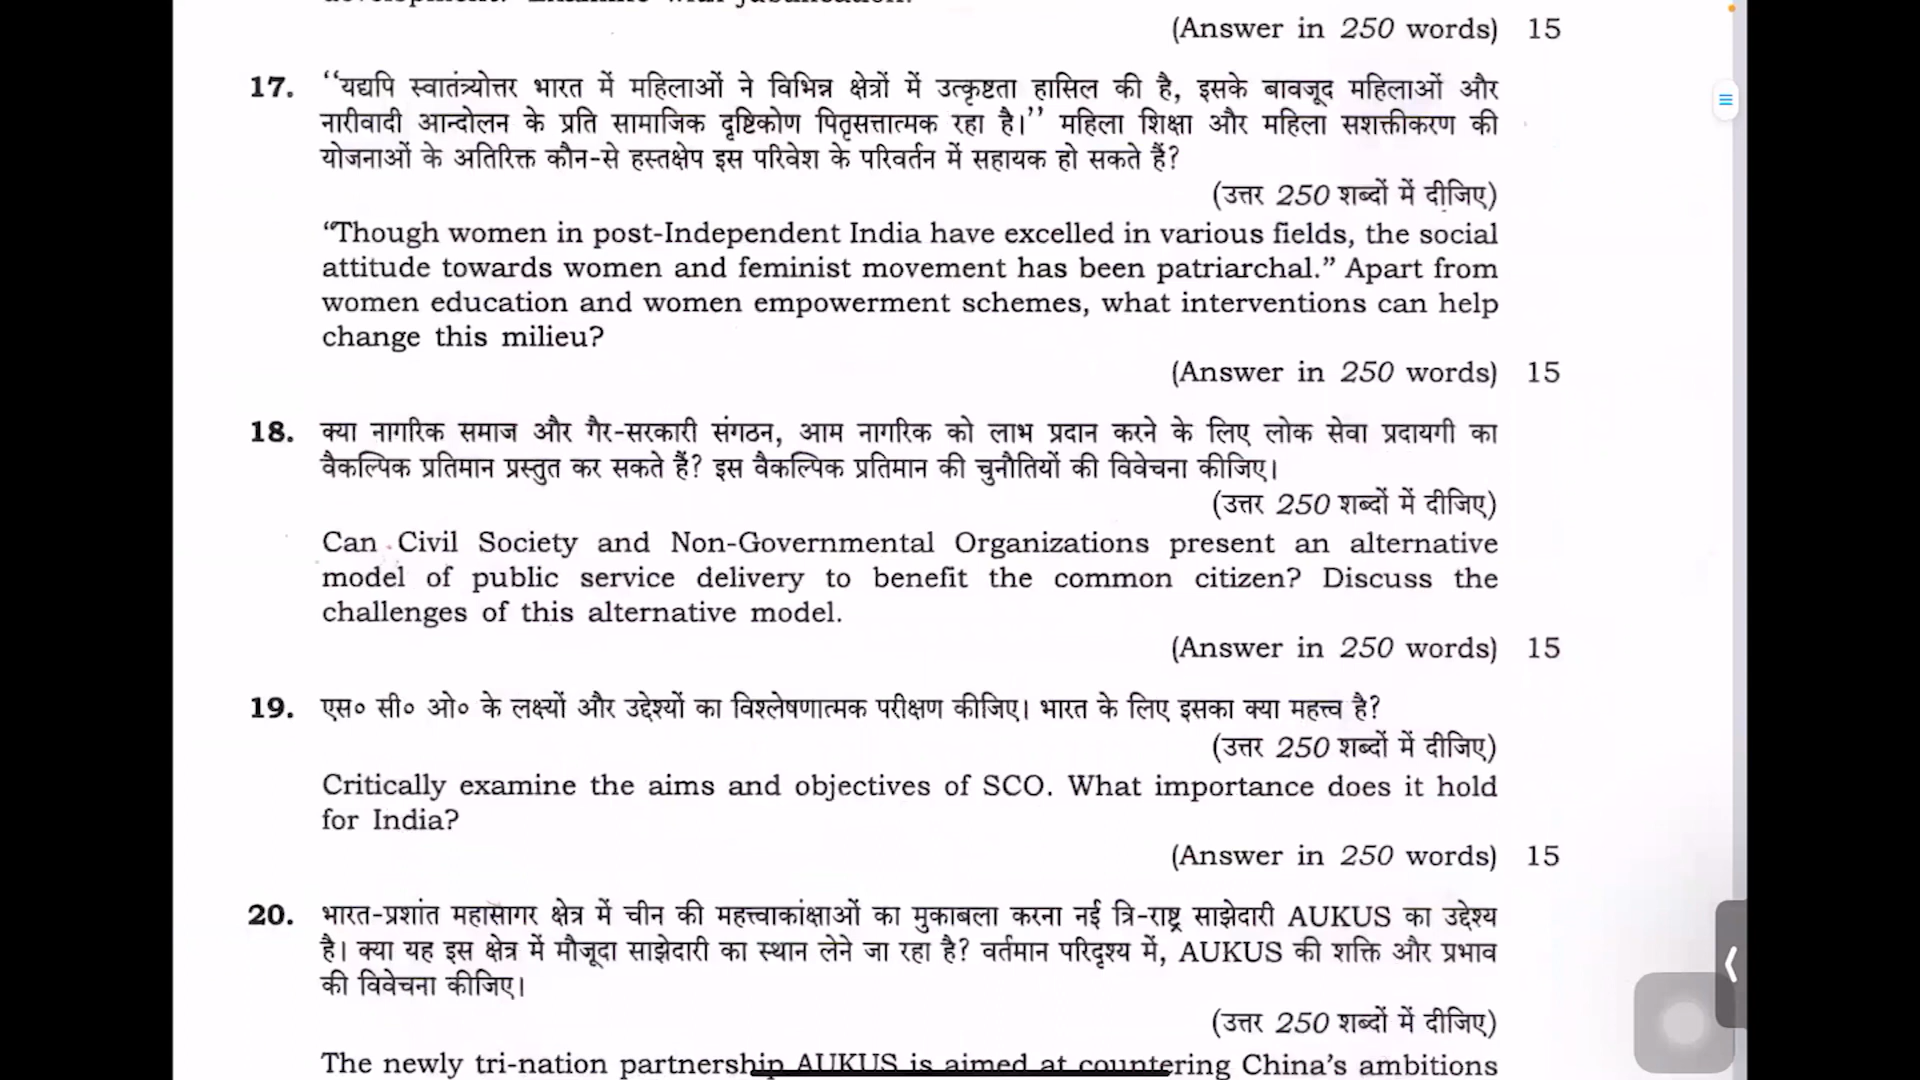 (Answer in 250 words) 15
17. ‘‘यद्यपि स्वातंत्र्योत्तर भारत में महिलाओं ने विभिन्न क्षेत्रों में उत्कृष्टता हासिल की है, इसके बावजूद महिलाओं और
नारीवादी आन्दोलन के प्रति सामाजिक दृष्टिकोण पितृसत्तात्मक रहा है।’’ महिला शिक्षा और महिला सशक्तीकरण की
योजनाओं के अतिरिक्त कौन-से हस्तक्षेप इस परिवेश के परिवर्तन में सहायक हो सकते हैं?
(उत्तर 250 शब्दों में दीजिए)
“Though women in post-Independent India have excelled in various fields, the social
attitude towards women and feminist movement has been patriarchal.” Apart from
women education and women empowerment schemes, what interventions can help
change this milieu?
(Answer in 250 words) 15
18. क्या नागरिक समाज और गैर-सरकारी संगठन, आम नागरिक को लाभ प्रदान करने के लिए लोक सेवा प्रदायगी का
वैकल्पिक प्रतिमान प्रस्तुत कर सकते हैं? इस वैकल्पिक प्रतिमान की चुनौतियों की विवेचना कीजिए।
(उत्तर 250 शब्दों में दीजिए)
Can Civil Society and Non-Governmental Organizations present an alternative
model of public service delivery to benefit the common citizen? Discuss the
challenges of this alternative model.
(Answer in 250 words) 15
19. एस॰ सी॰ ओ॰ के लक्ष्यों और उद्देश्यों का विश्लेषणात्मक परीक्षण कीजिए। भारत के लिए इसका क्या महत्त्व है?
(उत्तर 250 शब्दों में दीजिए)
Critically examine the aims and objectives of SCO. What importance does it hold
for India?
(Answer in 250 words) 15
20. भारत-प्रशांत महासागर क्षेत्र में चीन की महत्त्वाकांक्षाओं का मुकाबला करना नई त्रि-राष्ट्र साझेदारी AUKUS का उद्देश्य
है। क्या यह इस क्षेत्र में मौजूदा साझेदारी का स्थान लेने जा रहा है? वर्तमान परिदृश्य में, AUKUS की शक्ति और प्रभाव
की विवेचना कीजिए।
(उत्तर 250 शब्दों में दीजिए)
The newly tri-nation partnership AUKUS is aimed at countering China’s ambitions